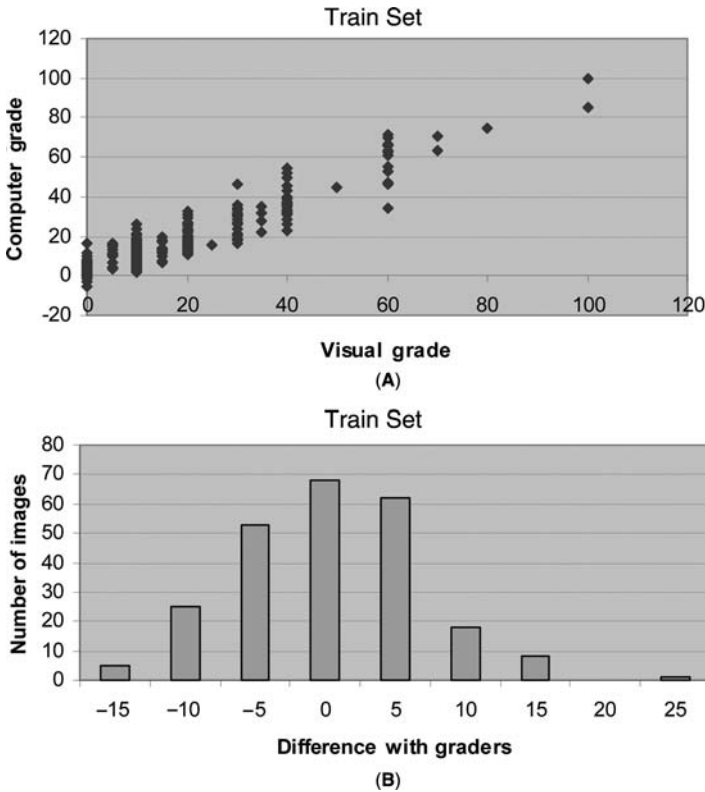 Train Set
120
100
80
60
40
20
0
-20
Computer grade
0 20 40 60 80 100 120
Visual grade
(A)
Train Set
80
70
60
50
40
30
20
10
0
Number of images
–15 –10 –5 0 5 10 15 20 25
Difference with graders
(B)